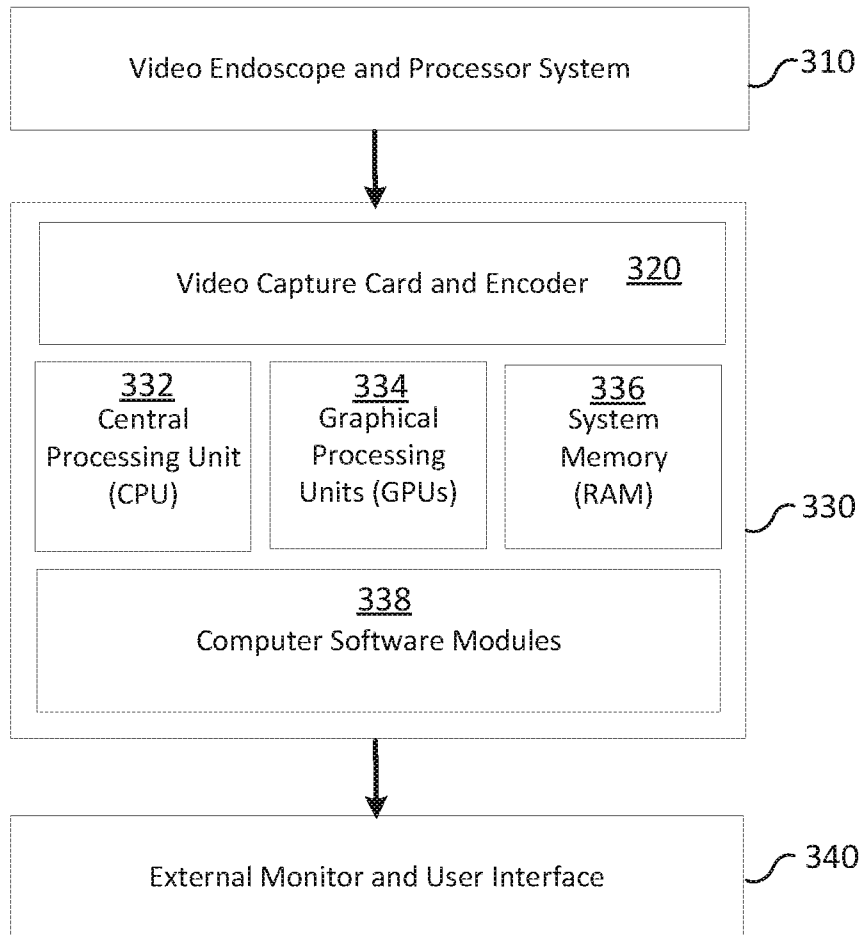 Video Endoscope and Processor System
310
Video Capture Card and Encoder
320
332
Central
Processing Unit
(CPU)
334
Graphical
Processing
Units (GPUs)
336
System
Memory
(RAM)
330
338
Computer Software Modules
External Monitor and User Interface
340